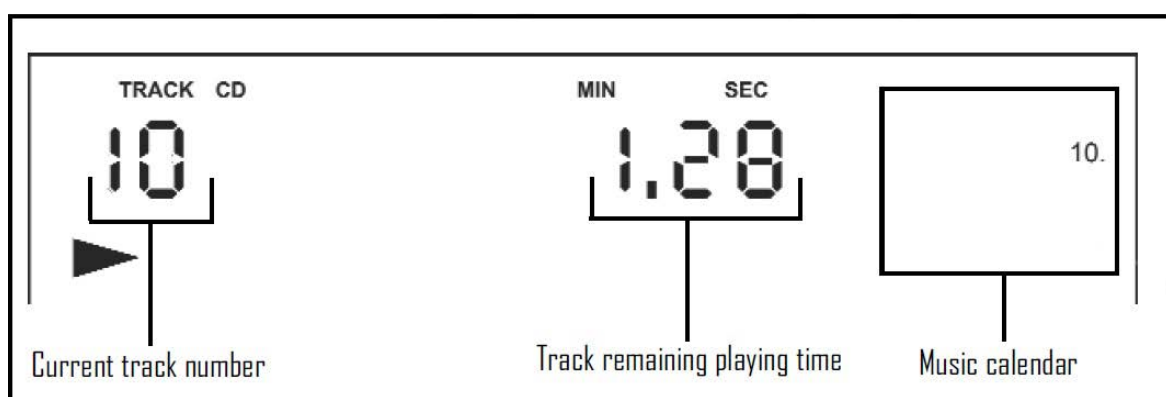 TRACK CD MIN SEC
10 1.28 10.
Current track number Track remaining playing time Music calendar